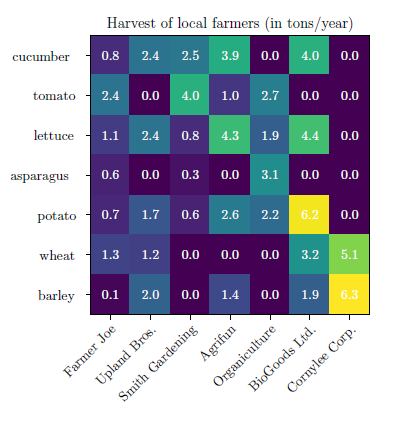 Harvest of local farmers (in tons/year)
cucumber 0.8 2.4 2.5 3.9 0.0 4.0 0.0
tomato 2.4 0.0 4.0 1.0 2.7 0.0 0.0
lettuce 1.1 2.4 0.8 4.3 1.9 4.4 0.0
asparagus 0.6 0.0 0.3 0.0 3.1 0.0 0.0
potato 0.7 1.7 0.6 2.6 2.2 6.2 0.0
wheat 1.3 1.2 0.0 0.0 0.0 3.2 5.1
barley 0.1 2.0 0.0 1.4 0.0 1.9 6.3
Farmer Joe
Upland Bros.
Smith Gardening
Agrifun
Organiculture
BioGoods Ltd.
Cornylee Corp.